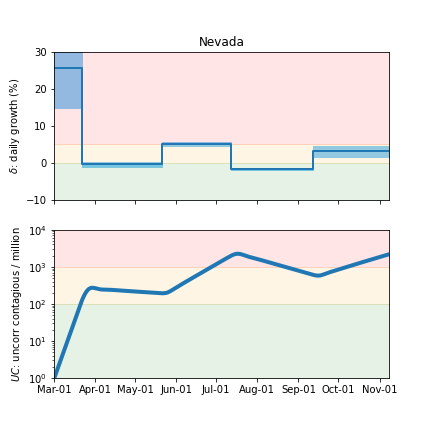 Nevada
δ: daily growth (%)
30
20
10
0
−10
UC: uncorr contagious / million
10⁴
10³
10²
10¹
10⁰
Mar-01 Apr-01 May-01 Jun-01 Jul-01 Aug-01 Sep-01 Oct-01 Nov-01